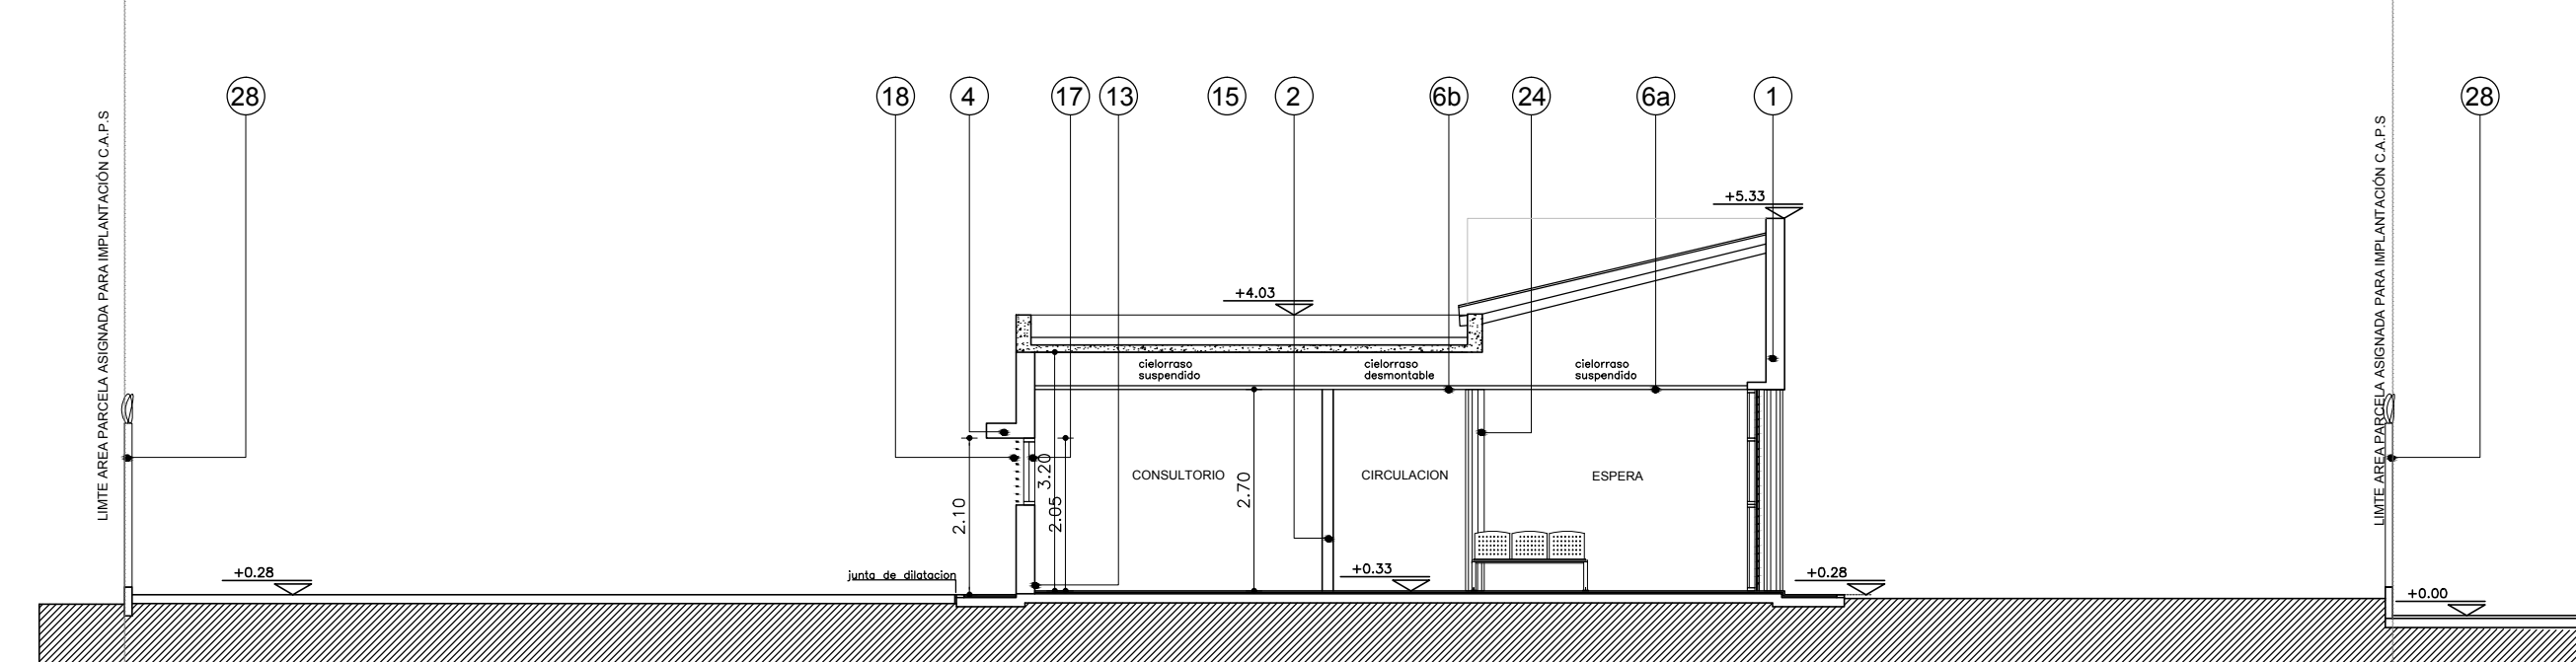 28
18
4
17
13
15
2
6b
24
6a
1
28
LIMTE AREA PARCELA ASIGNADA PARA IMPLANTACIÓN C.A.P.S
LIMTE AREA PARCELA ASIGNADA PARA IMPLANTACIÓN C.A.P.S
+5.33
+4.03
cielorraso
suspendido
cielorraso
desmontable
cielorraso
suspendido
CONSULTORIO
CIRCULACION
ESPERA
3.20
2.70
2.10
2.05
+0.28
junta de dilatacion
+0.33
+0.28
+0.00